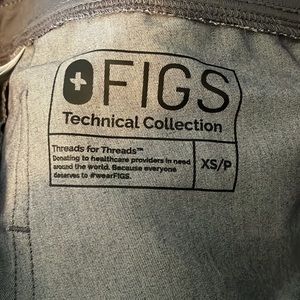 FIGS
Technical Collection
Threads for Threads™
Donating to healthcare providers in need
around the world. Because everyone
deserves to #wearFIGS.
XS/P